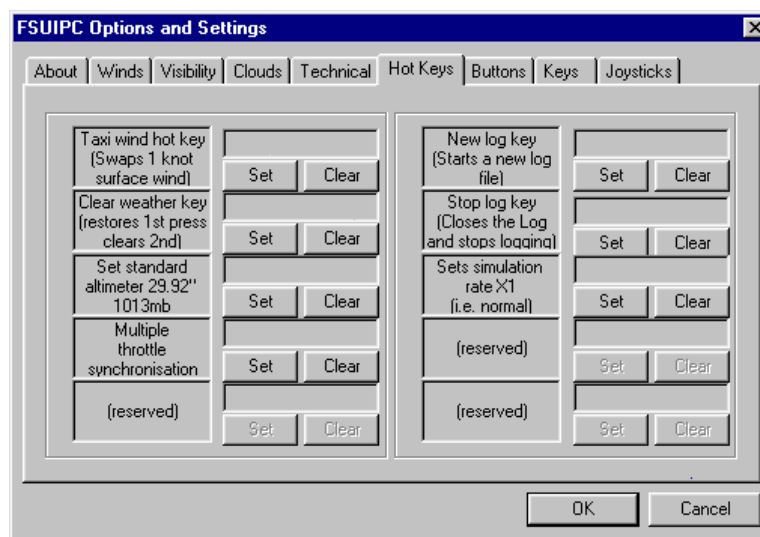 FSUIPC Options and Settings
About Winds Visibility Clouds Technical Hot Keys Buttons Keys Joysticks
Taxi wind hot key
(Swaps 1 knot
surface wind)
Set Clear
Clear weather key
(restores 1st press
clears 2nd)
Set Clear
Set standard
altimeter 29.92"
1013mb
Set Clear
Multiple
throttle
synchronisation
Set Clear
(reserved)
Set Clear
New log key
(Starts a new log
file)
Set Clear
Stop log key
(Closes the Log
and stops logging)
Set Clear
Sets simulation
rate X1
(i.e. normal)
Set Clear
(reserved)
Set Clear
(reserved)
Set Clear
OK Cancel